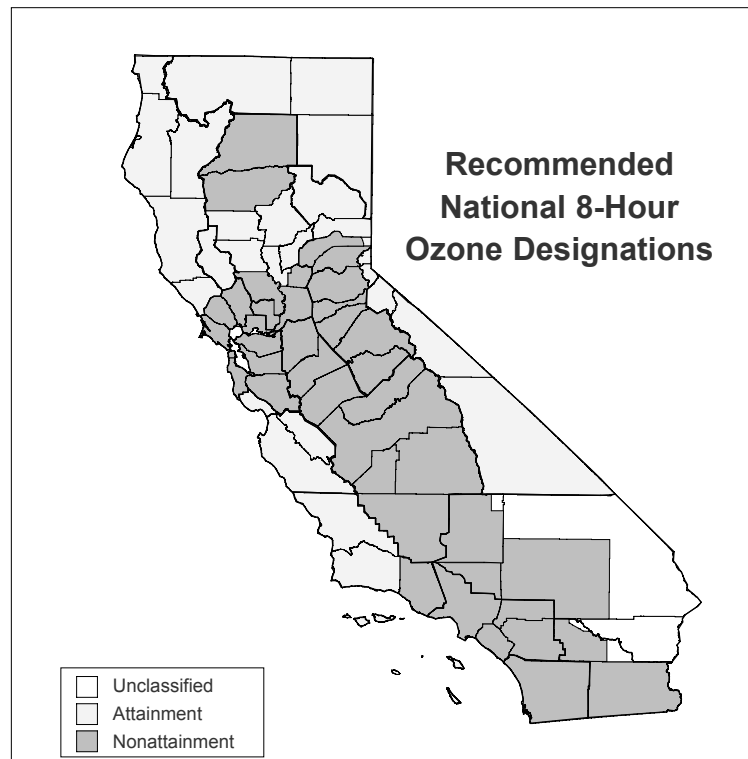 Recommended
National 8-Hour
Ozone Designations
Unclassified
Attainment
Nonattainment